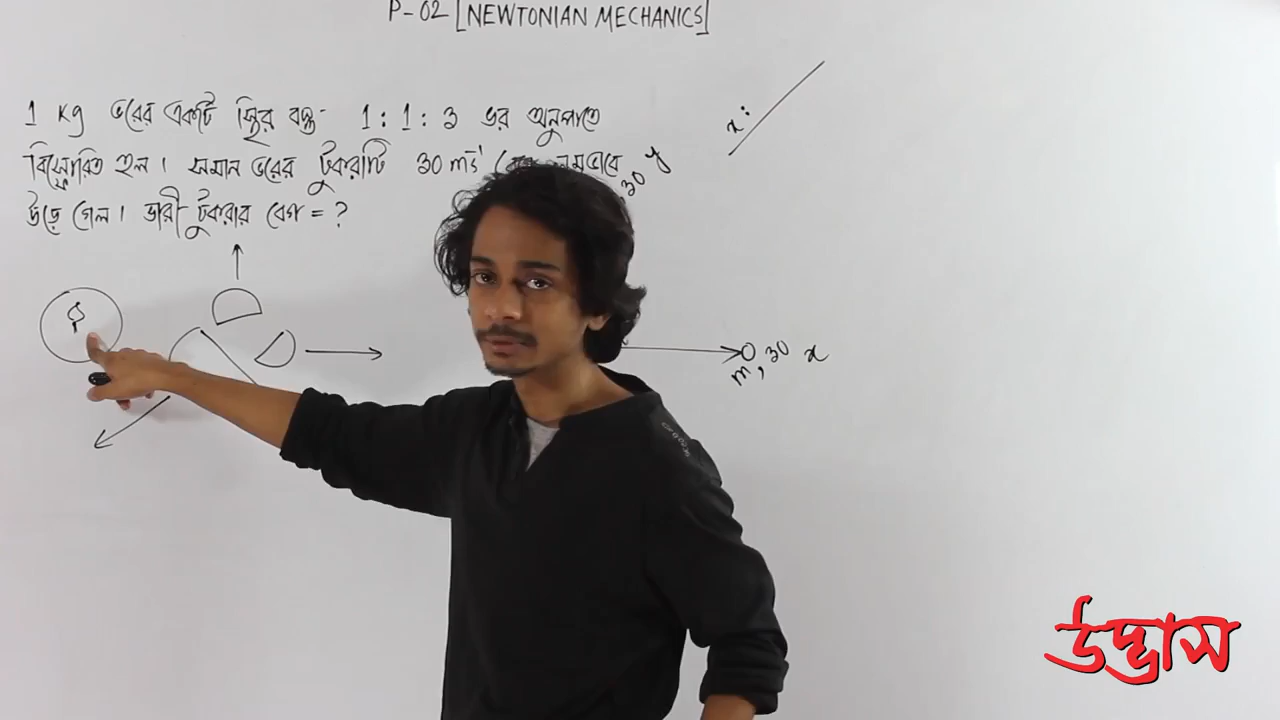 P-02 [NEWTONIAN MECHANICS]
x:
1 Kg ভরের একটি স্থির বস্তু 1 : 1 : 3 ভর অনুপাতে
বিস্ফোরিত হল। সমান ভরের টুকরাটি 30 ms⁻¹
উড়ে গেল। ভারী টুকরার বেগ = ?
, 30 y
m, 30 x
উদ্ভাস